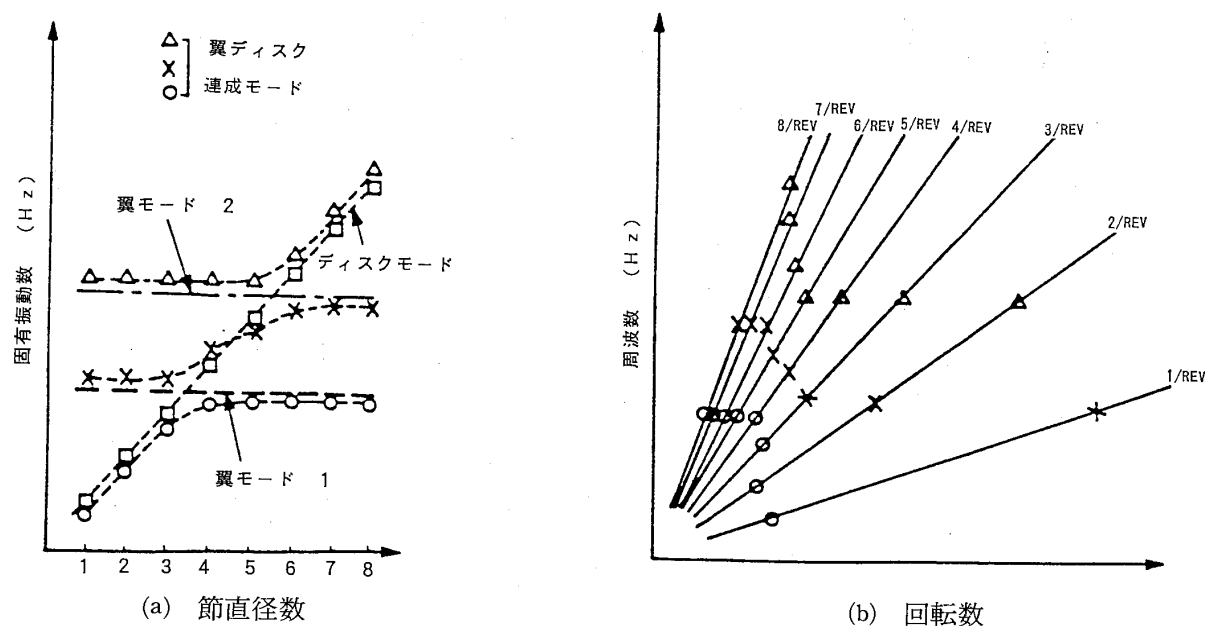 翼ディスク
連成モード
固有振動数 (Hz)
翼モード 2
ディスクモード
翼モード 1
1 2 3 4 5 6 7 8
(a) 節直径数
周波数 (Hz)
8/REV
7/REV
6/REV
5/REV
4/REV
3/REV
2/REV
1/REV
(b) 回転数